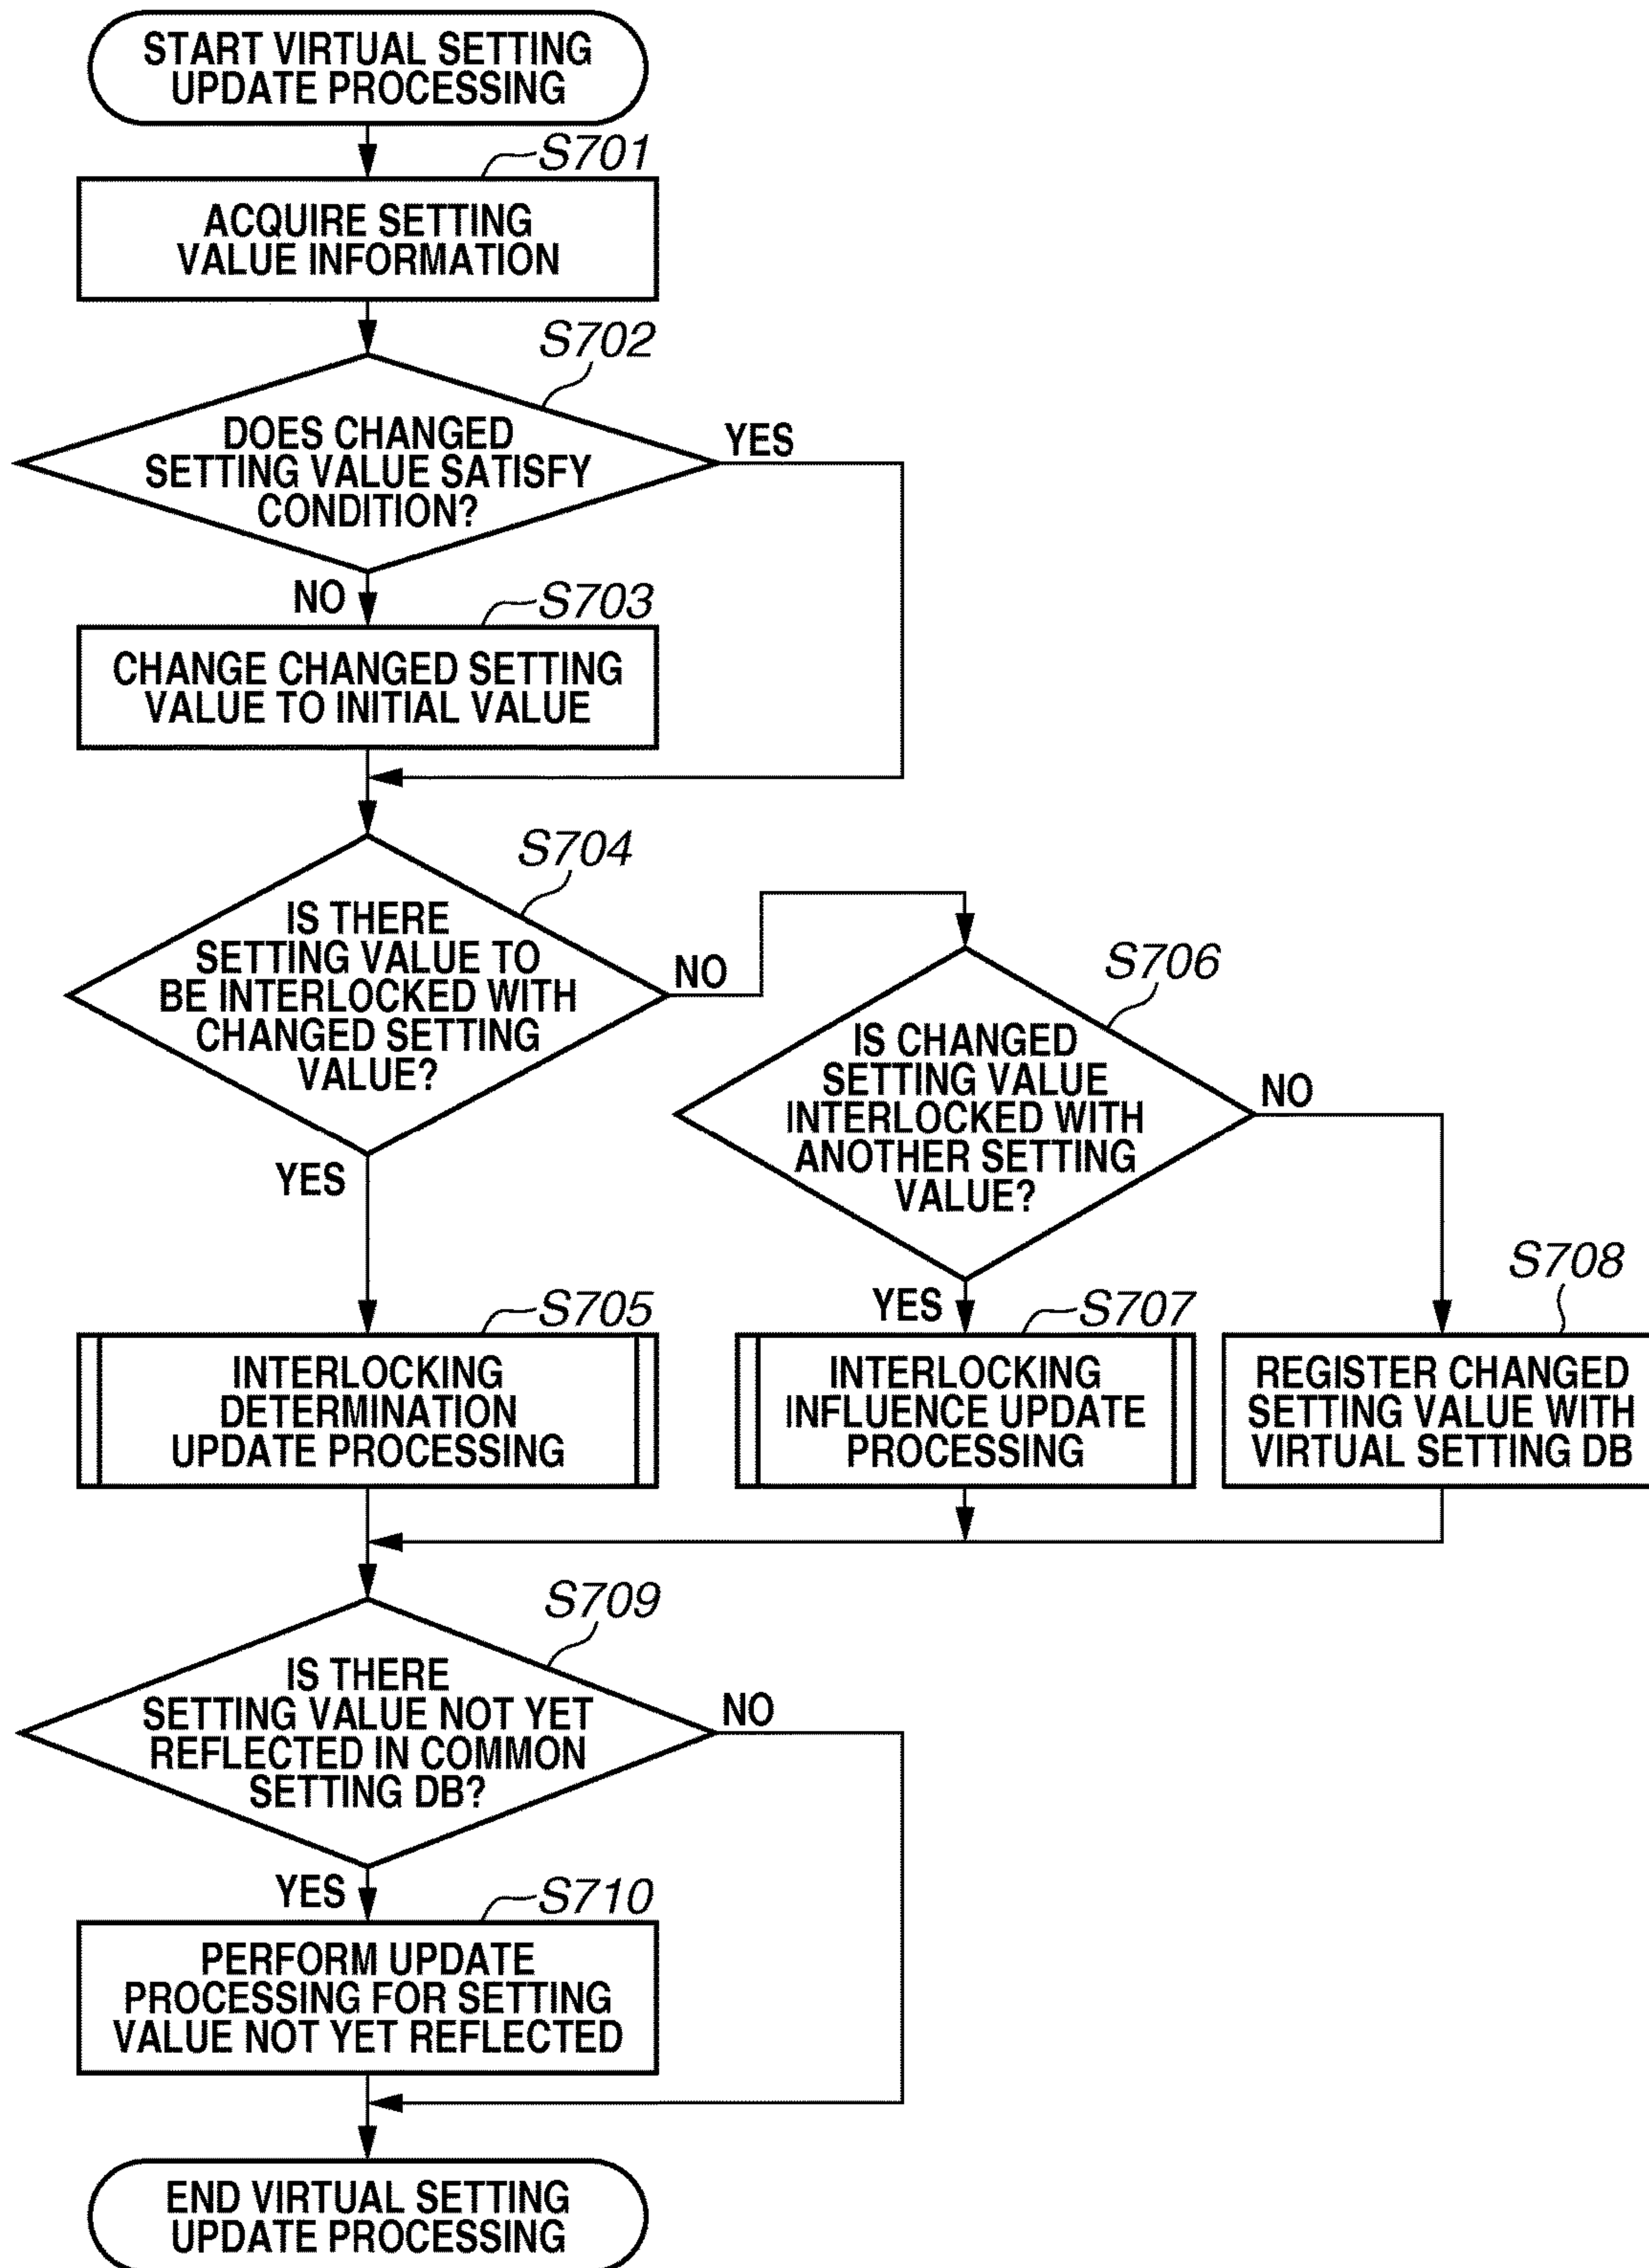 START VIRTUAL SETTING
UPDATE PROCESSING
S701
ACQUIRE SETTING
VALUE INFORMATION
S702
DOES CHANGED
SETTING VALUE SATISFY
CONDITION?
YES
NO
S703
CHANGE CHANGED SETTING
VALUE TO INITIAL VALUE
S704
IS THERE
SETTING VALUE TO
BE INTERLOCKED WITH
CHANGED SETTING
VALUE?
NO
YES
S706
IS CHANGED
SETTING VALUE
INTERLOCKED WITH
ANOTHER SETTING
VALUE?
NO
YES
S705
INTERLOCKING
DETERMINATION
UPDATE PROCESSING
S707
INTERLOCKING
INFLUENCE UPDATE
PROCESSING
S708
REGISTER CHANGED
SETTING VALUE WITH
VIRTUAL SETTING DB
S709
IS THERE
SETTING VALUE NOT YET
REFLECTED IN COMMON
SETTING DB?
NO
YES
S710
PERFORM UPDATE
PROCESSING FOR SETTING
VALUE NOT YET REFLECTED
END VIRTUAL SETTING
UPDATE PROCESSING